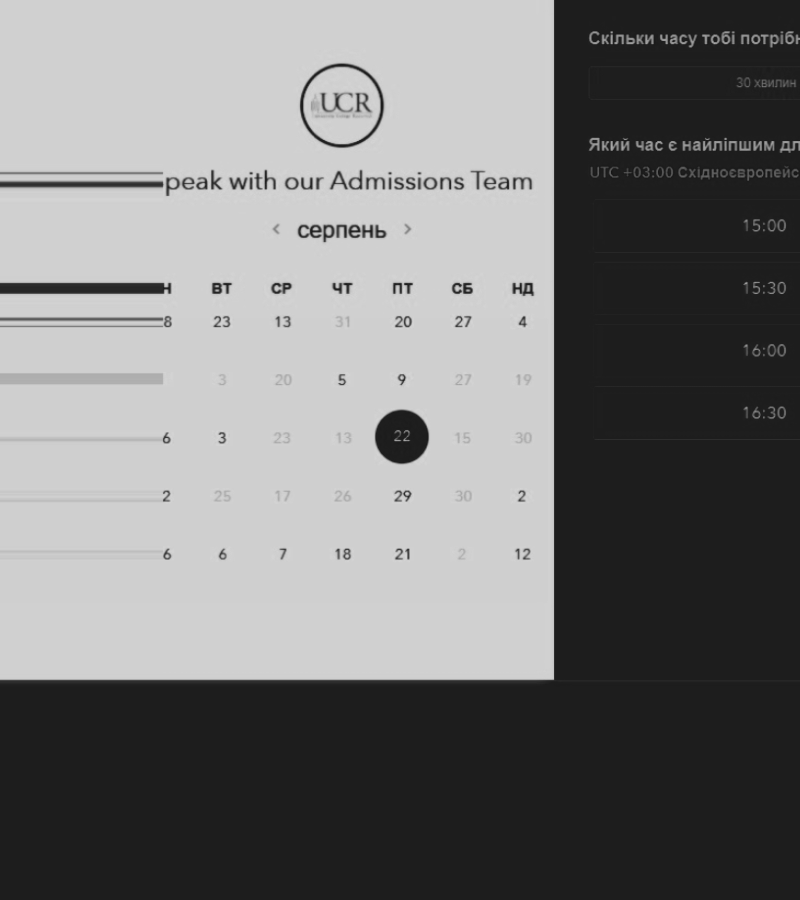 UCR
peak with our Admissions Team
серпень
Н ВТ СР ЧТ ПТ СБ НД
8 23 13 31 20 27 4
3 20 5 9 27 19
6 3 23 13 22 15 30
2 25 17 26 29 30 2
6 6 7 18 21 2 12
Скільки часу тобі потрібн
30 хвилин
Який час є найліпшим дл
UTC +03:00 Східноєвропейс
15:00
15:30
16:00
16:30